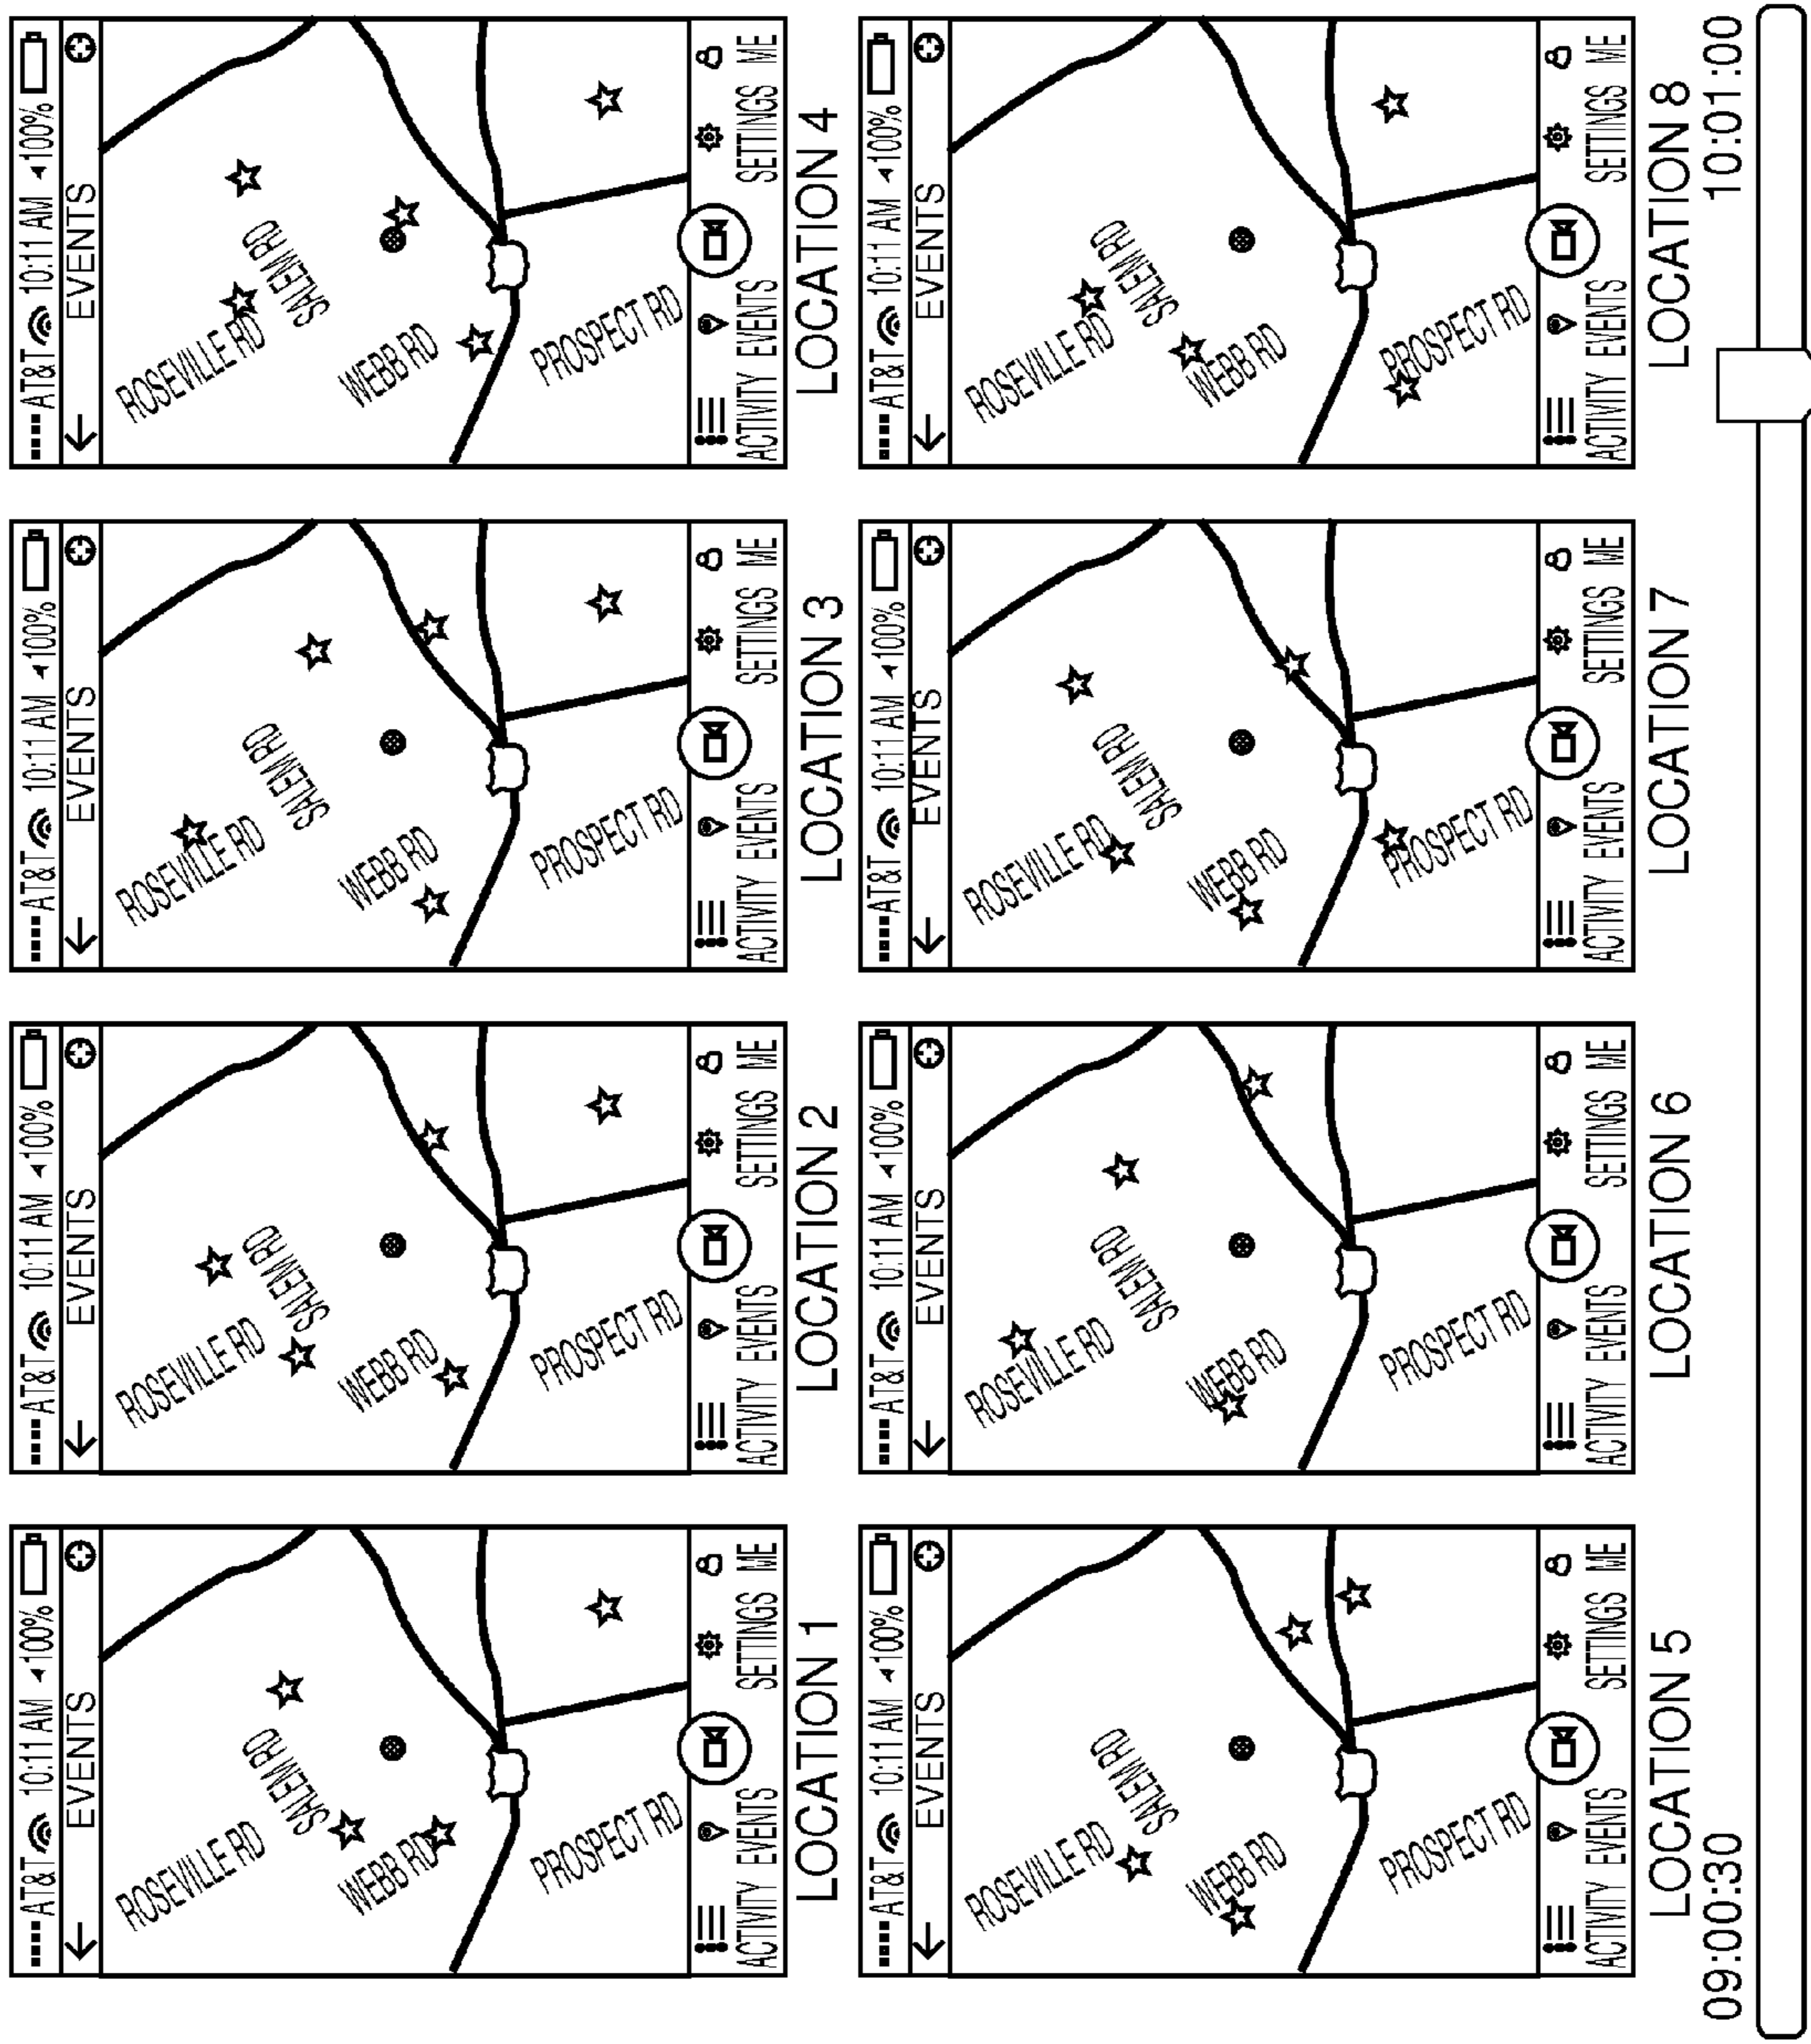 AT&T 10:11 AM 100%
EVENTS
ROSEVILLE RD
SALEM RD
WEBB RD
PROSPECT RD
ACTIVITY EVENTS SETTINGS ME
LOCATION 1
AT&T 10:11 AM 100%
EVENTS
ROSEVILLE RD
SALEM RD
WEBB RD
PROSPECT RD
ACTIVITY EVENTS SETTINGS ME
LOCATION 2
AT&T 10:11 AM 100%
EVENTS
ROSEVILLE RD
SALEM RD
WEBB RD
PROSPECT RD
ACTIVITY EVENTS SETTINGS ME
LOCATION 3
AT&T 10:11 AM 100%
EVENTS
ROSEVILLE RD
SALEM RD
WEBB RD
PROSPECT RD
ACTIVITY EVENTS SETTINGS ME
LOCATION 4
AT&T 10:11 AM 100%
EVENTS
ROSEVILLE RD
SALEM RD
WEBB RD
PROSPECT RD
ACTIVITY EVENTS SETTINGS ME
LOCATION 5
AT&T 10:11 AM 100%
EVENTS
ROSEVILLE RD
SALEM RD
WEBB RD
PROSPECT RD
ACTIVITY EVENTS SETTINGS ME
LOCATION 6
AT&T 10:11 AM 100%
EVENTS
ROSEVILLE RD
SALEM RD
WEBB RD
PROSPECT RD
ACTIVITY EVENTS SETTINGS ME
LOCATION 7
AT&T 10:11 AM 100%
EVENTS
ROSEVILLE RD
SALEM RD
WEBB RD
PROSPECT RD
ACTIVITY EVENTS SETTINGS ME
LOCATION 8
09:00:30 10:01:00